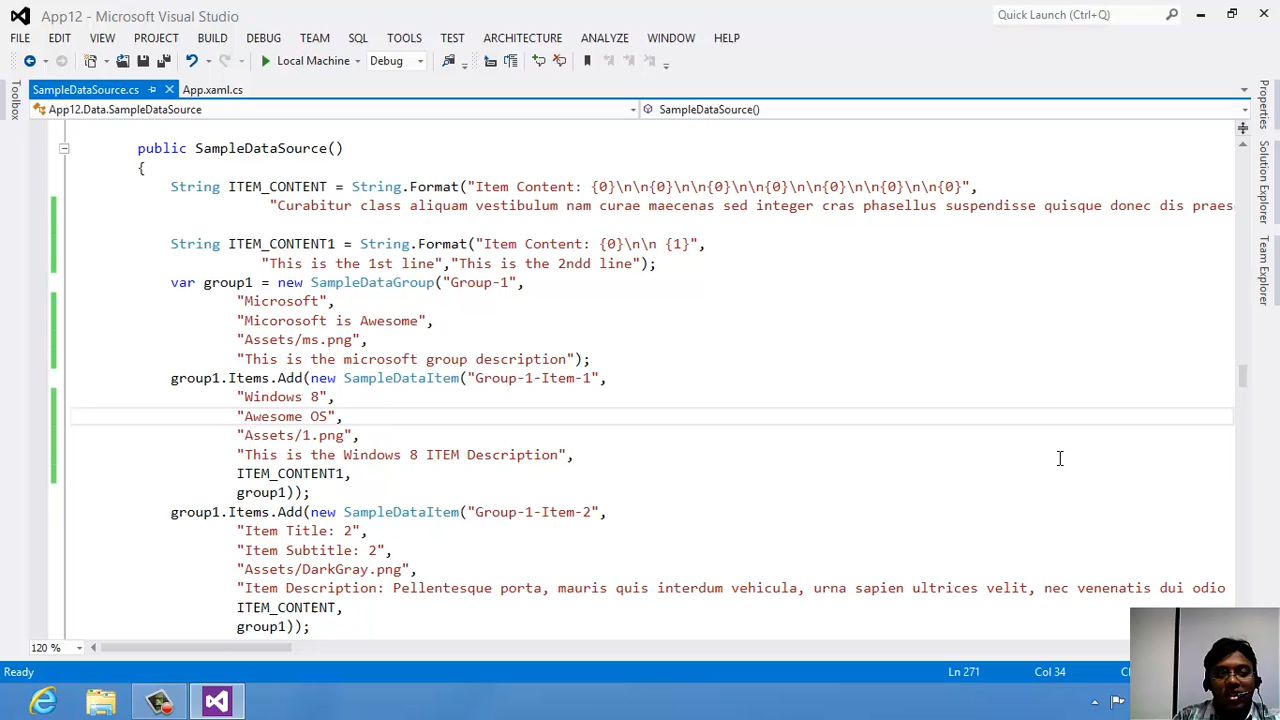 App12 - Microsoft Visual Studio
Quick Launch (Ctrl+Q)
FILE EDIT VIEW PROJECT BUILD DEBUG TEAM SQL TOOLS TEST ARCHITECTURE ANALYZE WINDOW HELP
Local Machine Debug
SampleDataSource.cs App.xaml.cs
App12.Data.SampleDataSource SampleDataSource()
Toolbox
Properties
Solution Explorer
Team Explorer
public SampleDataSource()
{
String ITEM_CONTENT = String.Format("Item Content: {0}\n\n{0}\n\n{0}\n\n{0}\n\n{0}\n\n{0}\n\n{0}",
"Curabitur class aliquam vestibulum nam curae maecenas sed integer cras phasellus suspendisse quisque donec dis praes
String ITEM_CONTENT1 = String.Format("Item Content: {0}\n\n {1}",
"This is the 1st line","This is the 2ndd line");
var group1 = new SampleDataGroup("Group-1",
"Microsoft",
"Micorosoft is Awesome",
"Assets/ms.png",
"This is the microsoft group description");
group1.Items.Add(new SampleDataItem("Group-1-Item-1",
"Windows 8",
"Awesome OS",
"Assets/1.png",
"This is the Windows 8 ITEM Description",
ITEM_CONTENT1,
group1));
group1.Items.Add(new SampleDataItem("Group-1-Item-2",
"Item Title: 2",
"Item Subtitle: 2",
"Assets/DarkGray.png",
"Item Description: Pellentesque porta, mauris quis interdum vehicula, urna sapien ultrices velit, nec venenatis dui odio
ITEM_CONTENT,
group1));
120 %
Ready Ln 271 Col 34